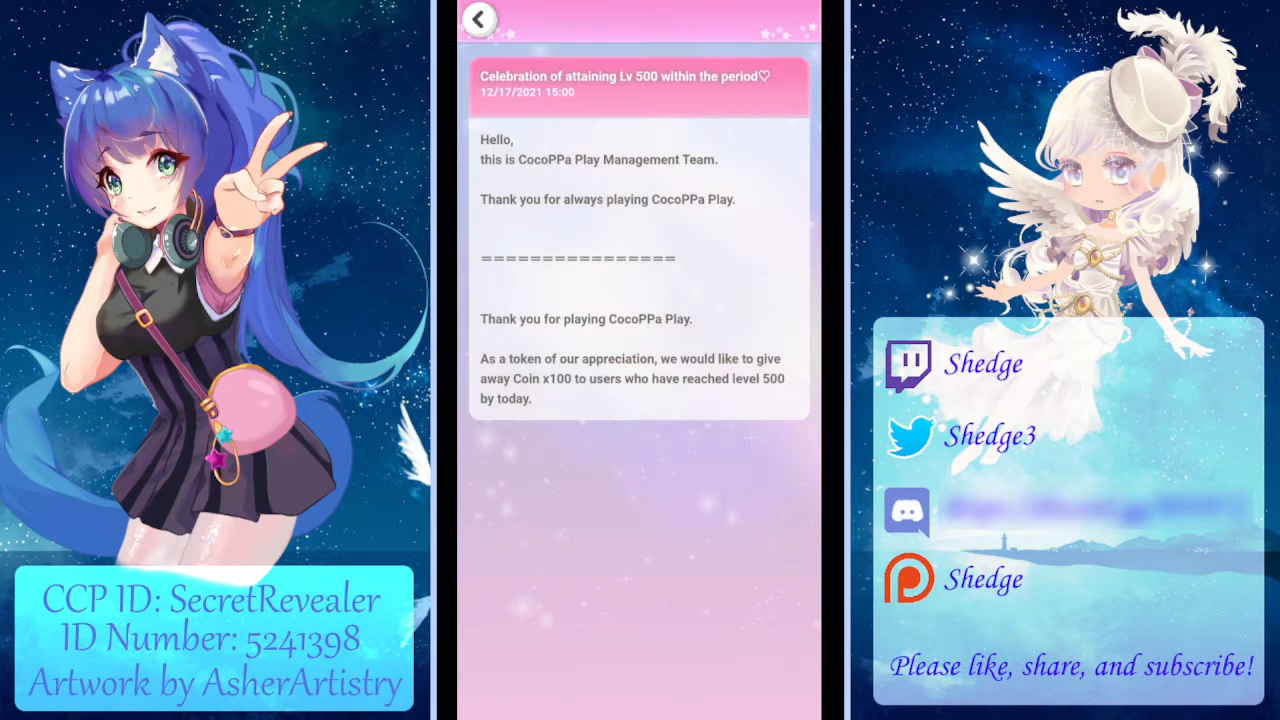 Celebration of attaining Lv 500 within the period♡
12/17/2021 15:00
Hello,
this is CocoPPa Play Management Team.
Thank you for always playing CocoPPa Play.
================
Thank you for playing CocoPPa Play.
As a token of our appreciation, we would like to give
away Coin x100 to users who have reached level 500
by today.
CCP ID: SecretRevealer
ID Number: 5241398
Artwork by AsherArtistry
Shedge
Shedge3
Shedge
Please like, share, and subscribe!